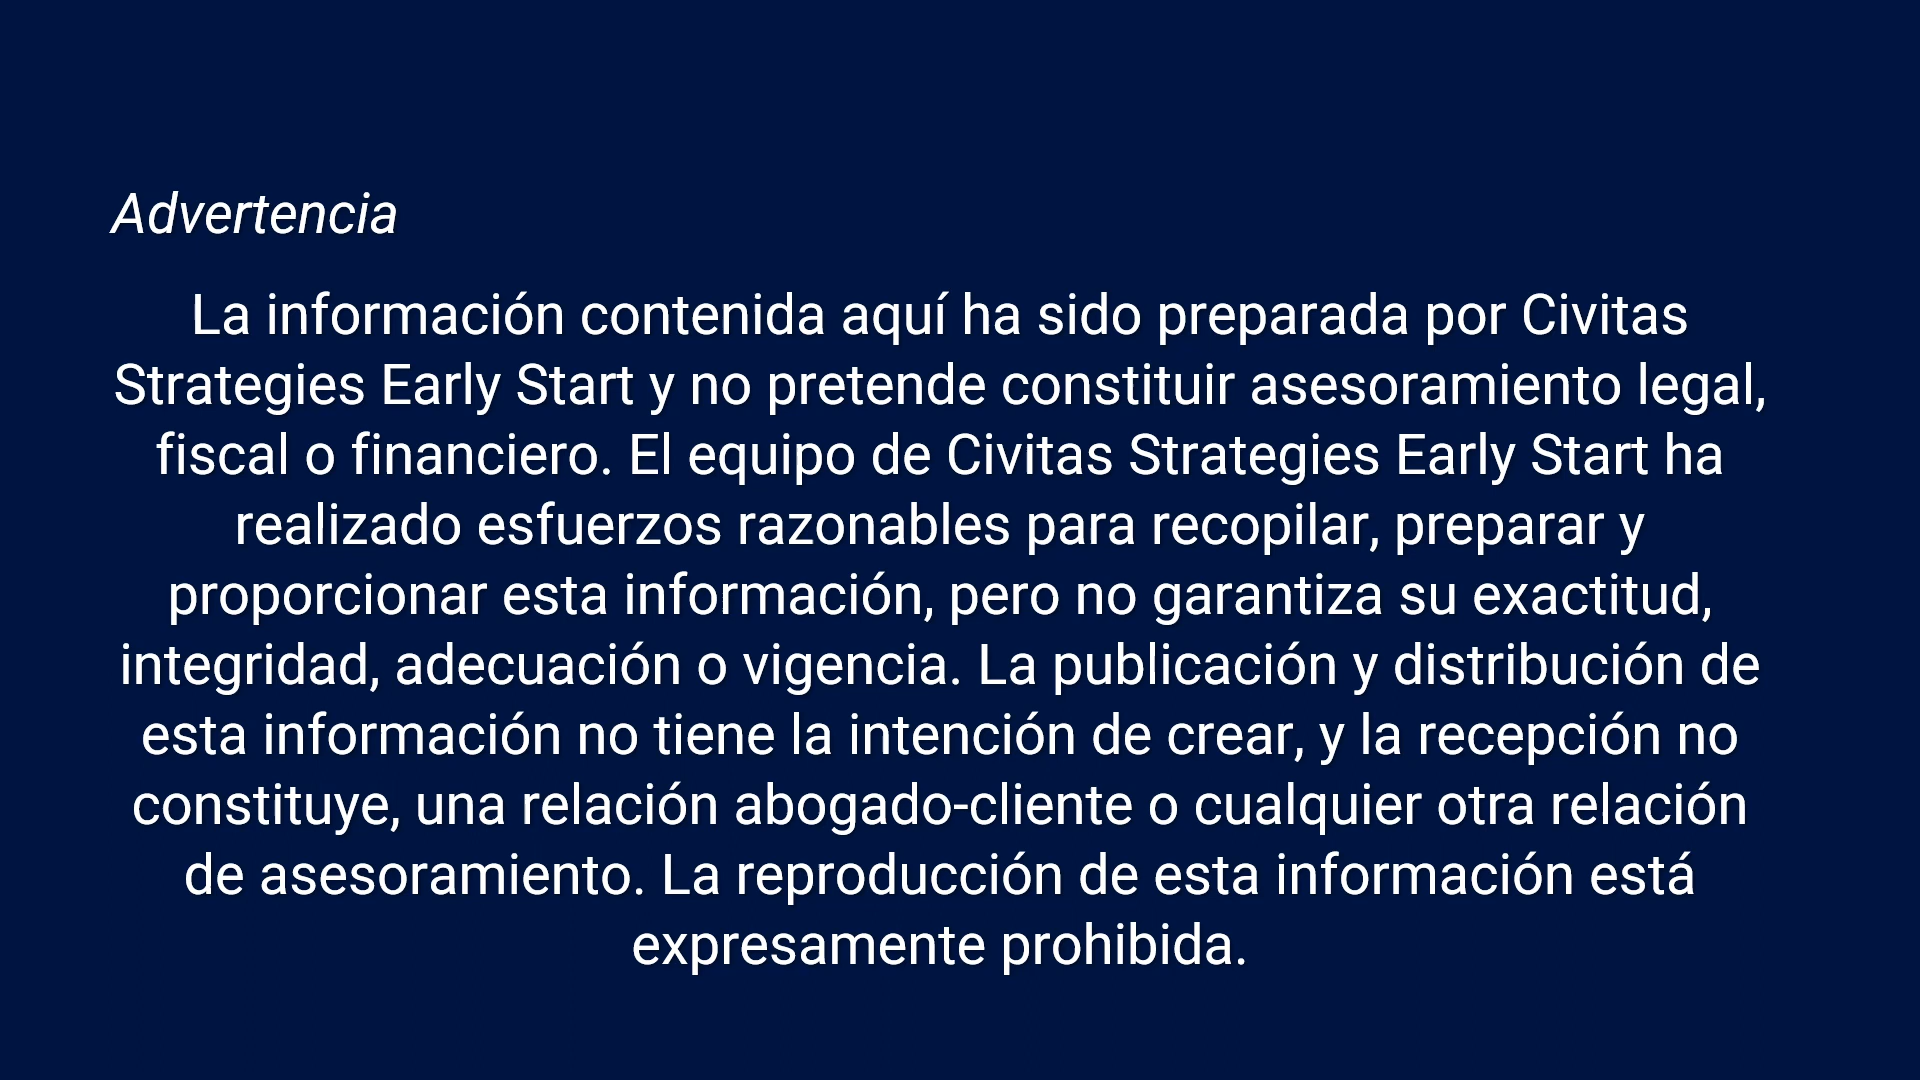 Advertencia
La información contenida aquí ha sido preparada por Civitas
Strategies Early Start y no pretende constituir asesoramiento legal,
fiscal o financiero. El equipo de Civitas Strategies Early Start ha
realizado esfuerzos razonables para recopilar, preparar y
proporcionar esta información, pero no garantiza su exactitud,
integridad, adecuación o vigencia. La publicación y distribución de
esta información no tiene la intención de crear, y la recepción no
constituye, una relación abogado-cliente o cualquier otra relación
de asesoramiento. La reproducción de esta información está
expresamente prohibida.